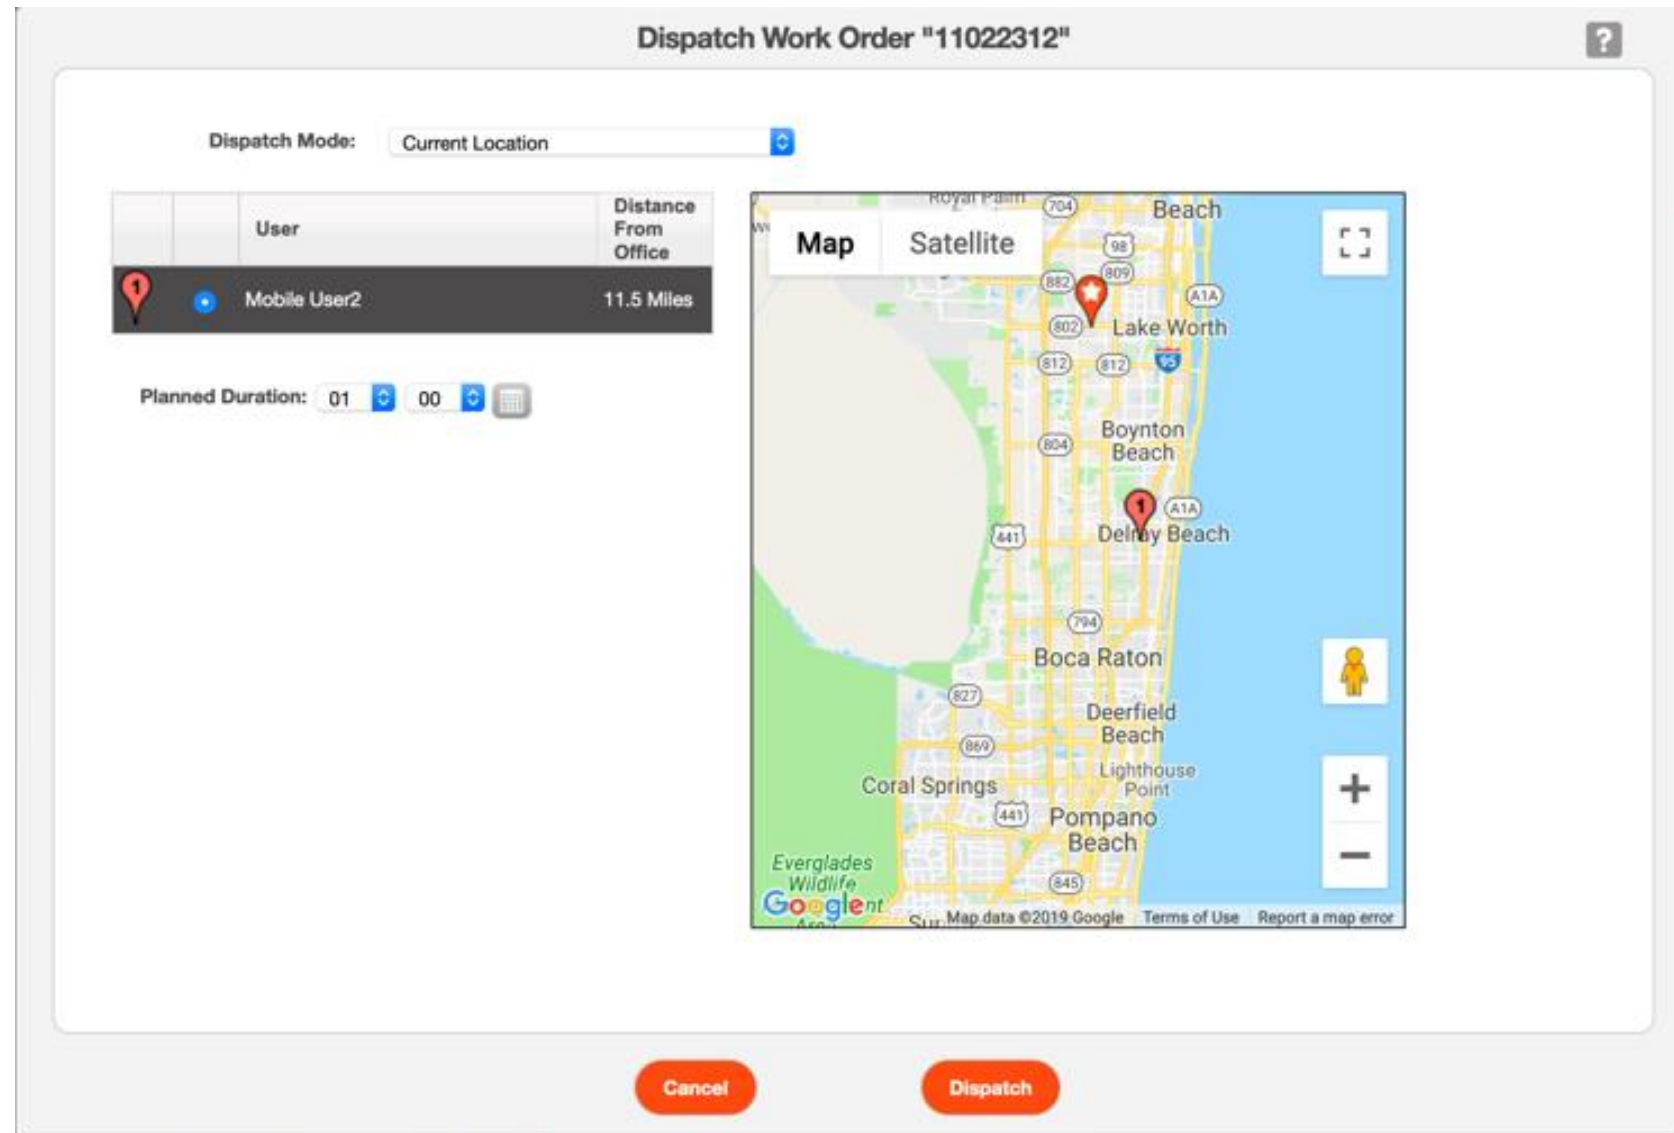 Dispatch Work Order "11022312"
?
Dispatch Mode: Current Location
User
Distance
From
Office
1
Mobile User2
11.5 Miles
Planned Duration: 01 00
Map
Satellite
704
Beach
98
809
882
A1A
802
Lake Worth
812
812
95
Boynton
Beach
804
1
A1A
Delray Beach
441
794
Boca Raton
827
Deerfield
Beach
869
Lighthouse
Point
Coral Springs
441
Pompano
Beach
Everglades
Wildlife
845
Google
Map data ©2019 Google
Terms of Use
Report a map error
Cancel
Dispatch